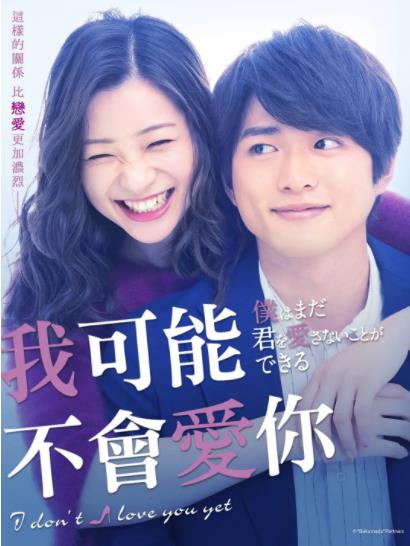 這樣的關係 比戀愛更加濃烈——
我可能
不會愛你
僕はまだ
君を愛さないことが
できる
I don't love you yet
©"Bokumada"Partners